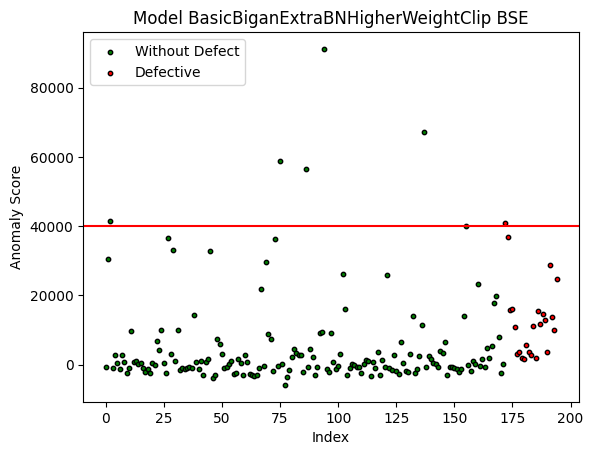 Model BasicBiganExtraBNHigherWeightClip BSE
Without Defect
Defective
80000
60000
40000
20000
0
Anomaly Score
0 25 50 75 100 125 150 175 200
Index